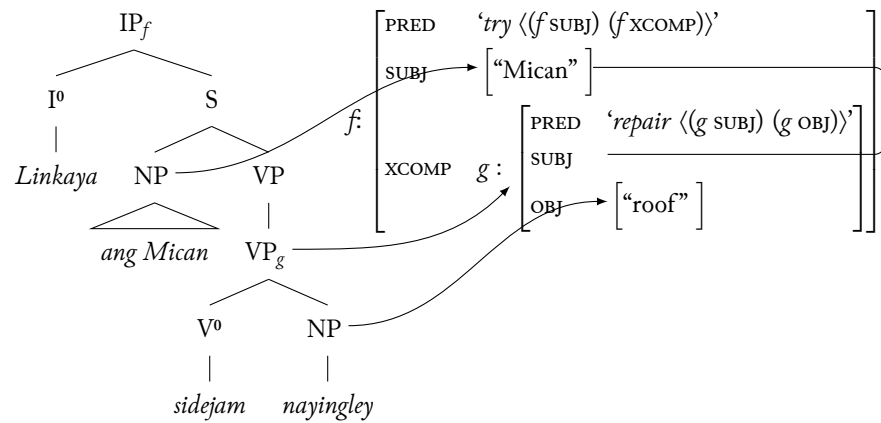 IP_f
I⁰ S
Linkaya NP VP
ang Mican VP_g
V⁰ NP
sidejam nayingley
f:
PRED ‘try ⟨(f SUBJ) (f XCOMP)⟩’
SUBJ [“Mican” ]
XCOMP g :
PRED ‘repair ⟨(g SUBJ) (g OBJ)⟩’
SUBJ
OBJ [“roof” ]